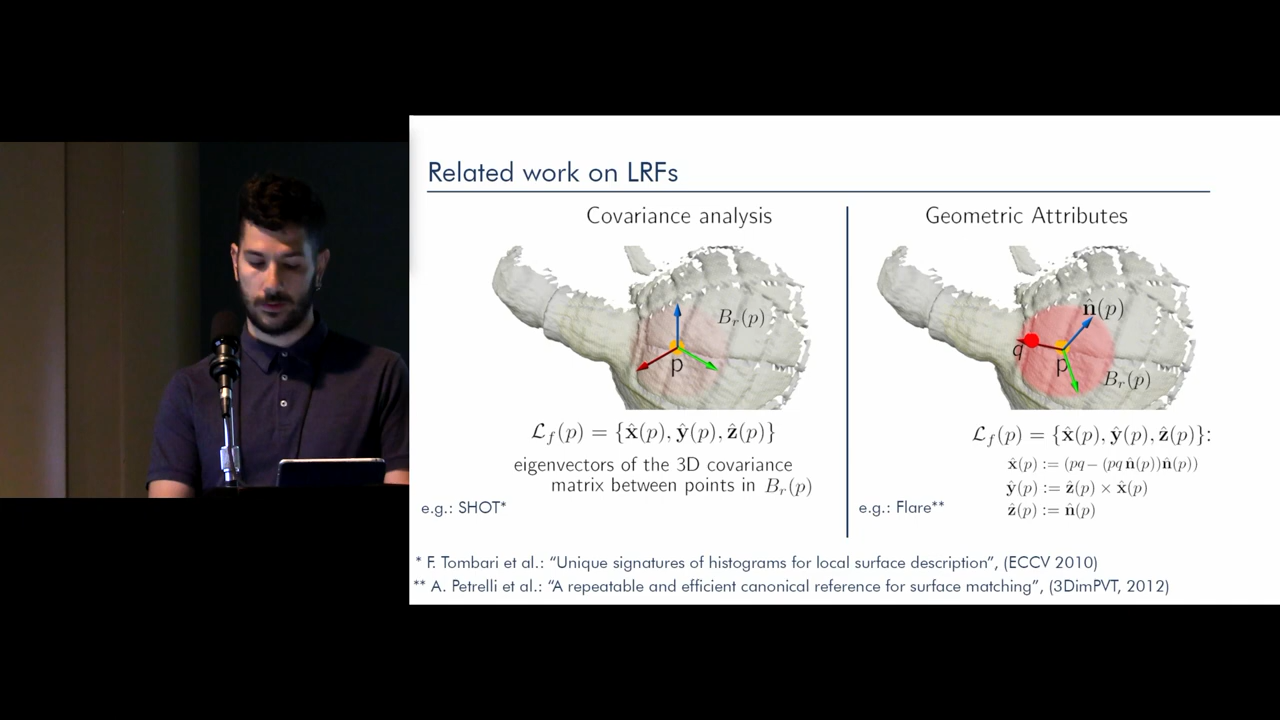 Related work on LRFs
Covariance analysis
B_r(p)
p
ℒ_f(p) = {x̂(p), ŷ(p), ẑ(p)}
eigenvectors of the 3D covariance
matrix between points in B_r(p)
e.g.: SHOT*
Geometric Attributes
n̂(p)
q
p
B_r(p)
ℒ_f(p) = {x̂(p), ŷ(p), ẑ(p)}:
x̂(p) := (pq − (pq n̂(p))n̂(p))
ŷ(p) := ẑ(p) × x̂(p)
ẑ(p) := n̂(p)
e.g.: Flare**
* F. Tombari et al.: “Unique signatures of histograms for local surface description”, (ECCV 2010)
** A. Petrelli et al.: “A repeatable and efficient canonical reference for surface matching”, (3DimPVT, 2012)